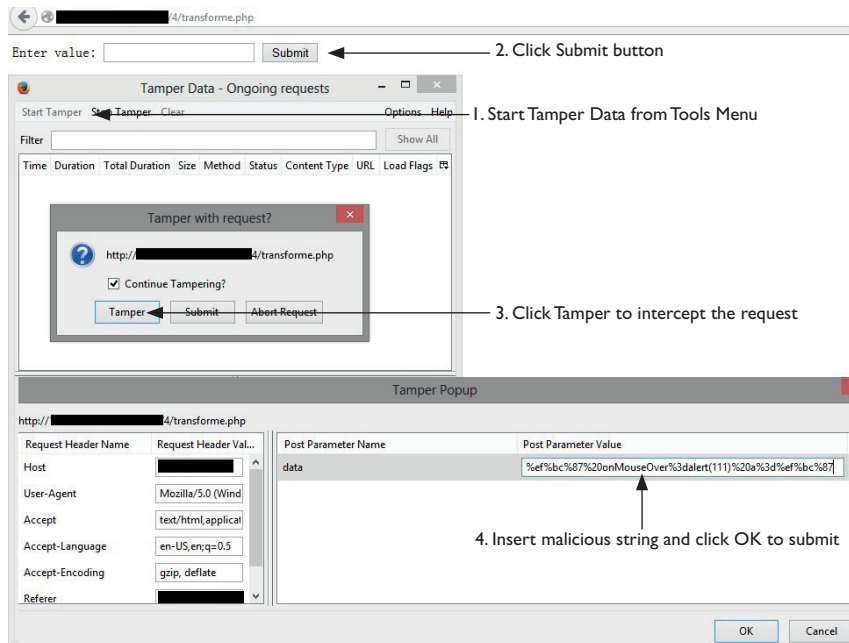 /4/transforme.php
Enter value: Submit
2. Click Submit button
Tamper Data - Ongoing requests
Start Tamper Stop Tamper Clear Options Help
1. Start Tamper Data from Tools Menu
Filter Show All
Time Duration Total Duration Size Method Status Content Type URL Load Flags
Tamper with request?
http:// 4/transforme.php
Continue Tampering?
Tamper Submit Abort Request
3. Click Tamper to intercept the request
Tamper Popup
http:// 4/transforme.php
Request Header Name Request Header Val... Post Parameter Name Post Parameter Value
Host data %ef%bc%87%20onMouseOver%3dalert(111)%20a%3d%ef%bc%87
User-Agent Mozilla/5.0 (Wind
Accept text/html,applicat
4. Insert malicious string and click OK to submit
Accept-Language en-US,en;q=0.5
Accept-Encoding gzip, deflate
Referer
OK Cancel